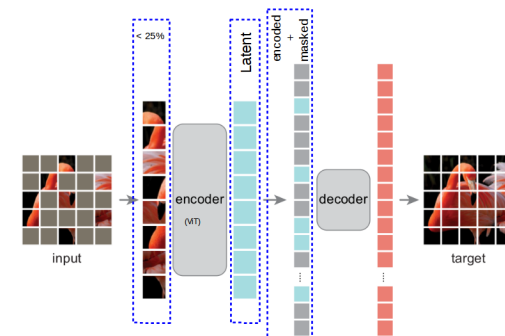 < 25%
Latent
encoded
+
masked
encoder
(ViT)
decoder
input
target